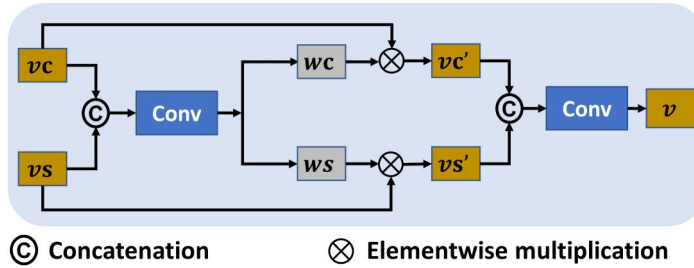 vc
wc
vc’
C
Conv
C
Conv
v
vs
ws
vs’
C Concatenation
Elementwise multiplication